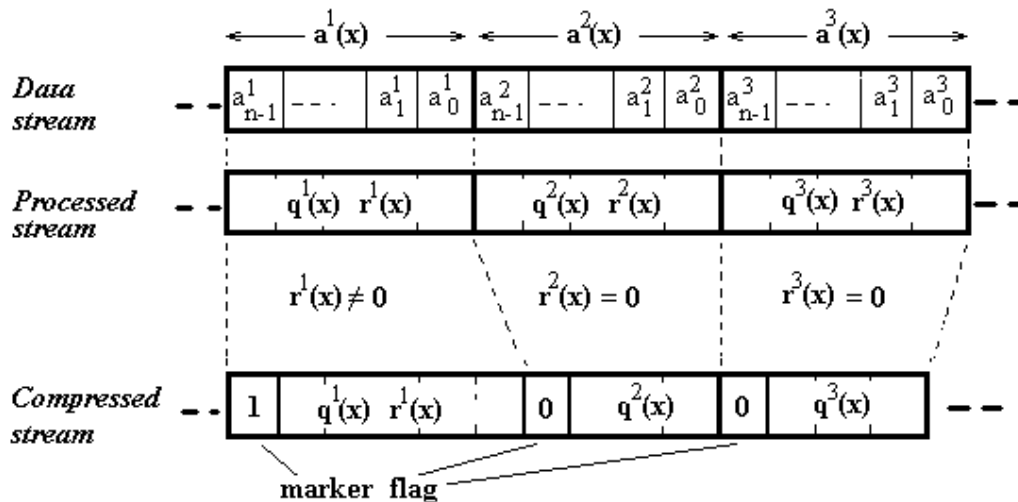 a¹(x) a²(x) a³(x)
Data stream
a¹ₙ₋₁ - - - a¹₁ a¹₀ a²ₙ₋₁ - - - a²₁ a²₀ a³ₙ₋₁ - - - a³₁ a³₀
Processed stream
q¹(x) r¹(x) q²(x) r²(x) q³(x) r³(x)
r¹(x) ≠ 0 r²(x) = 0 r³(x) = 0
Compressed stream
1 q¹(x) r¹(x) 0 q²(x) 0 q³(x)
marker flag